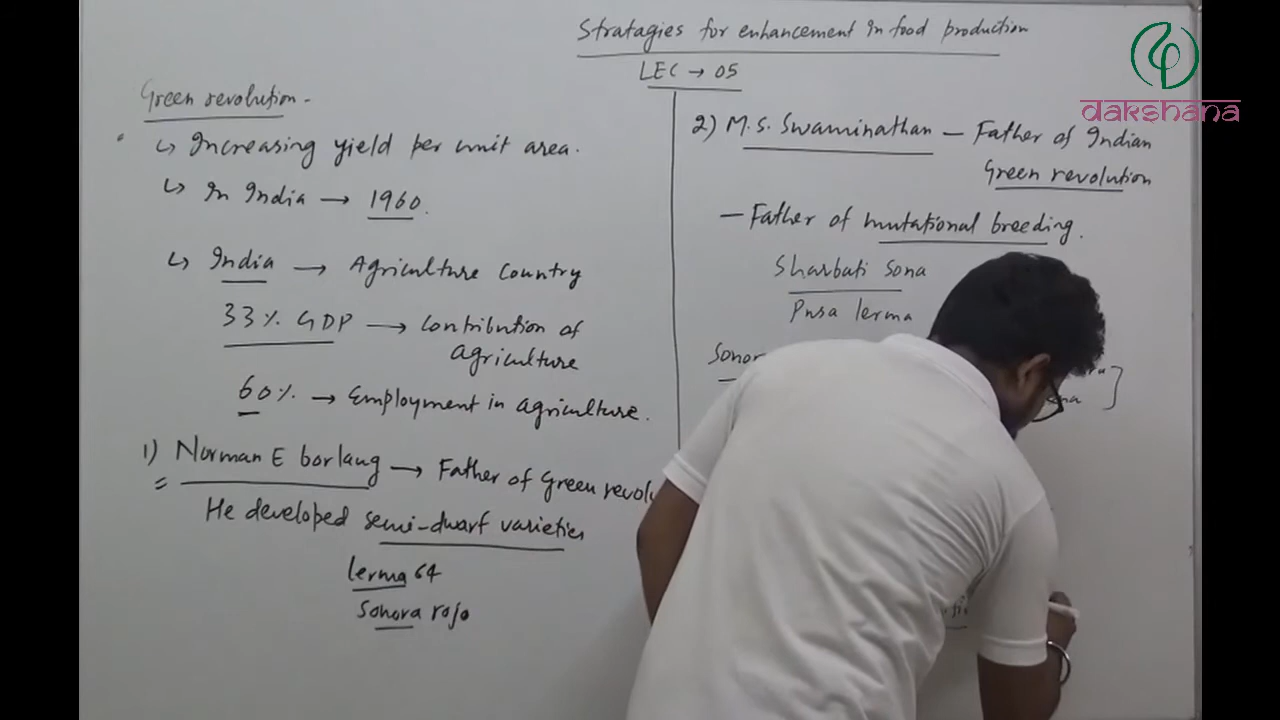 Stratagies for enhancement in food production
LEC → 05
dakshana
Green revolution -
↳ Increasing yield per unit area.
↳ In India → 1960.
↳ India → Agriculture Country
33% GDP → Contribution of
agriculture
60% → Employment in agriculture.
1) Norman E borlaug → Father of Green revolu
He developed semi-dwarf varieties
lerma 64
Sonora rojo
2) M.S. Swaminathan – Father of Indian
Green revolution
– Father of mutational breeding.
Sharbati Sona
Pusa lerma
Sonor